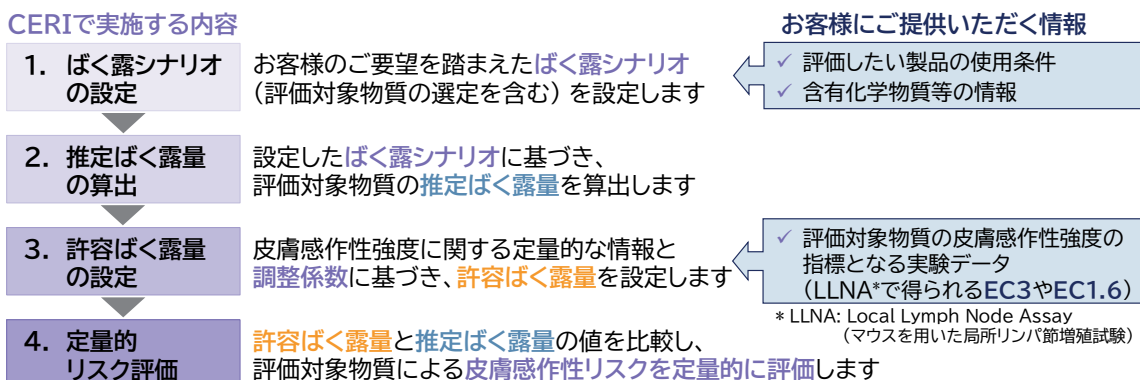 CERIで実施する内容
お客様にご提供いただく情報
1. ばく露シナリオ
の設定
お客様のご要望を踏まえたばく露シナリオ
（評価対象物質の選定を含む）を設定します
✓ 評価したい製品の使用条件
✓ 含有化学物質等の情報
2. 推定ばく露量
の算出
設定したばく露シナリオに基づき、
評価対象物質の推定ばく露量を算出します
3. 許容ばく露量
の設定
皮膚感作性強度に関する定量的な情報と
調整係数に基づき、許容ばく露量を設定します
✓ 評価対象物質の皮膚感作性強度の
指標となる実験データ
（LLNA*で得られるEC3やEC1.6）
* LLNA: Local Lymph Node Assay
（マウスを用いた局所リンパ節増殖試験）
4. 定量的
リスク評価
許容ばく露量と推定ばく露量の値を比較し、
評価対象物質による皮膚感作性リスクを定量的に評価します